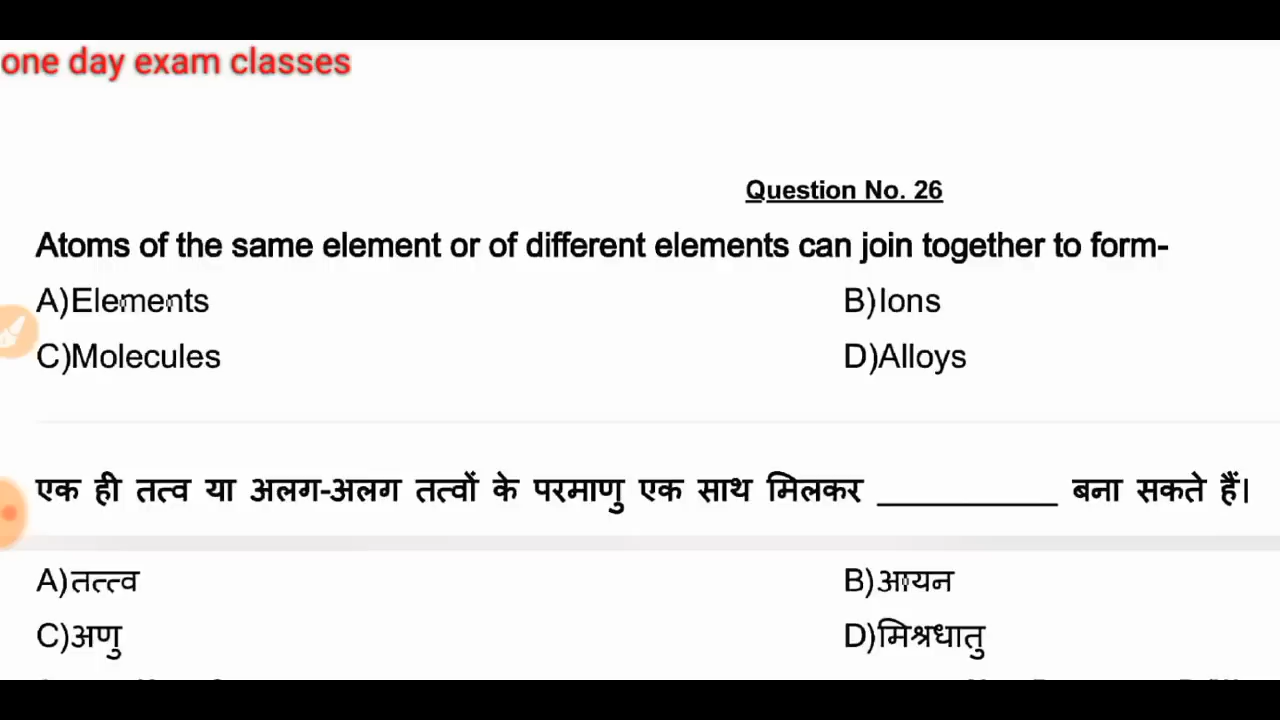 one day exam classes
Question No. 26
Atoms of the same element or of different elements can join together to form-
A)Elements B)Ions
C)Molecules D)Alloys
एक ही तत्व या अलग-अलग तत्वों के परमाणु एक साथ मिलकर ___________ बना सकते हैं।
A)तत्त्व B)आयन
C)अणु D)मिश्रधातु